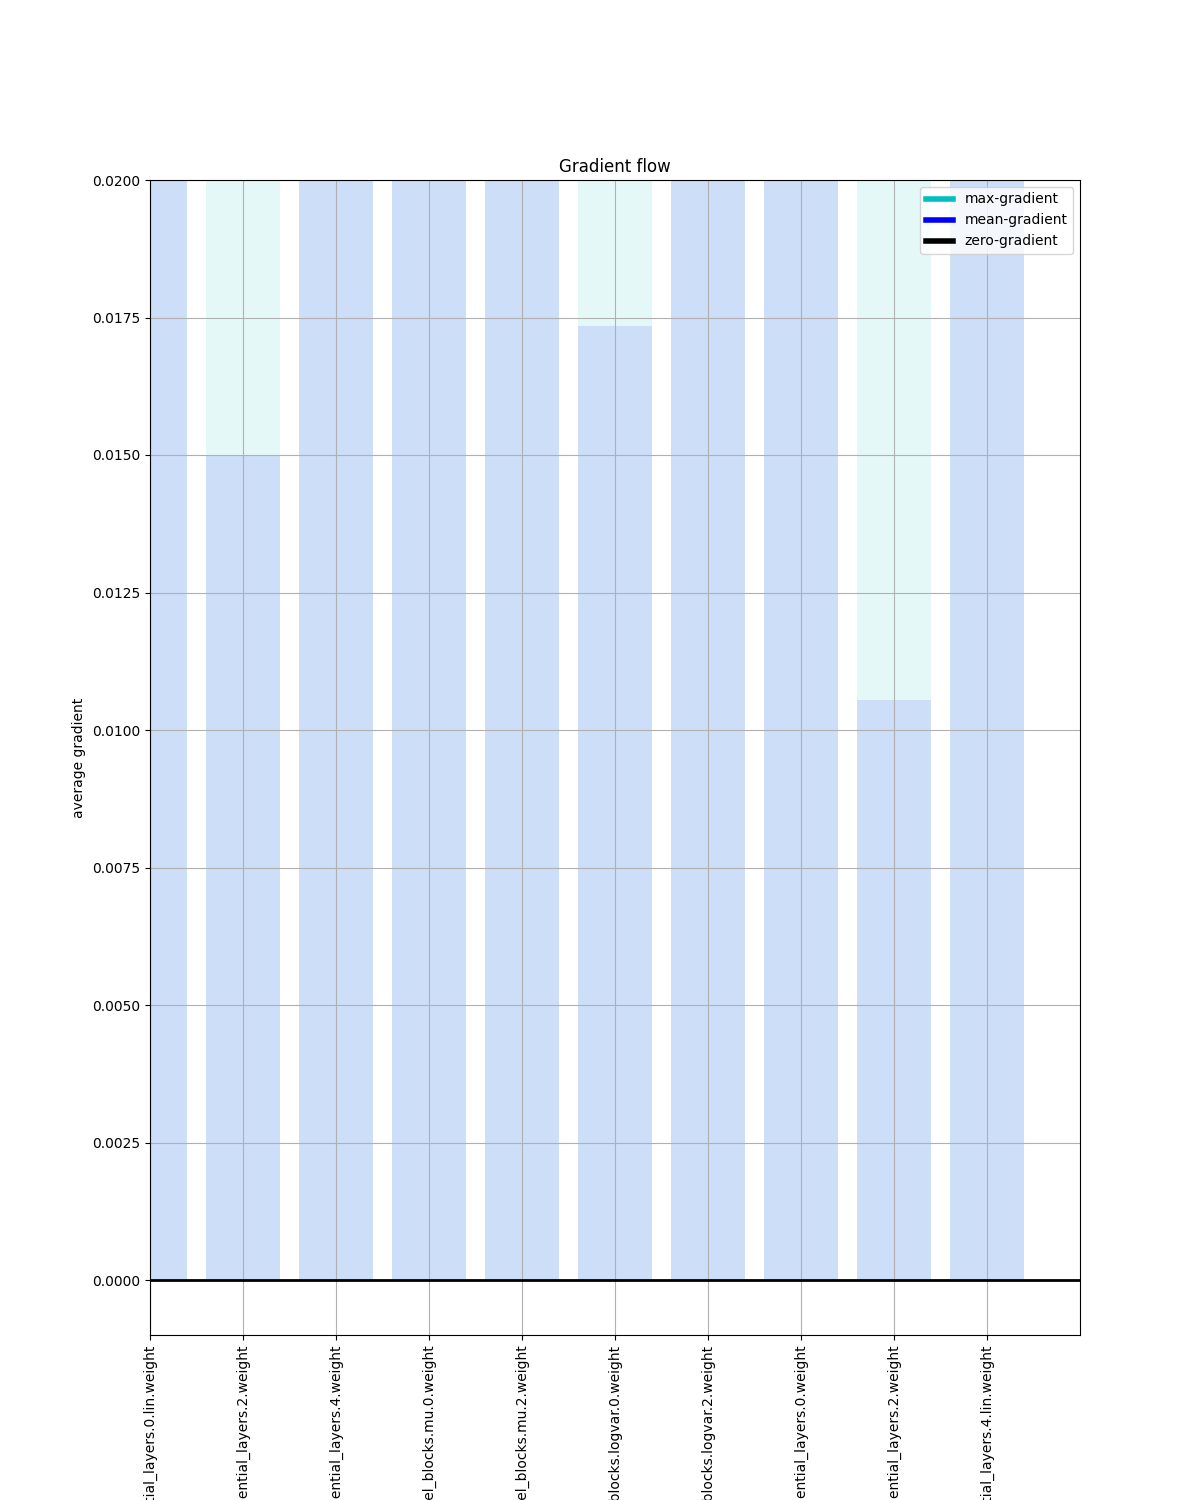 Gradient flow
max-gradient
mean-gradient
zero-gradient
average gradient
0.0200
0.0175
0.0150
0.0125
0.0100
0.0075
0.0050
0.0025
0.0000
tial_layers.0.lin.weight
ential_layers.2.weight
ential_layers.4.weight
el_blocks.mu.0.weight
el_blocks.mu.2.weight
blocks.logvar.0.weight
blocks.logvar.2.weight
ential_layers.0.weight
ential_layers.2.weight
tial_layers.4.lin.weight